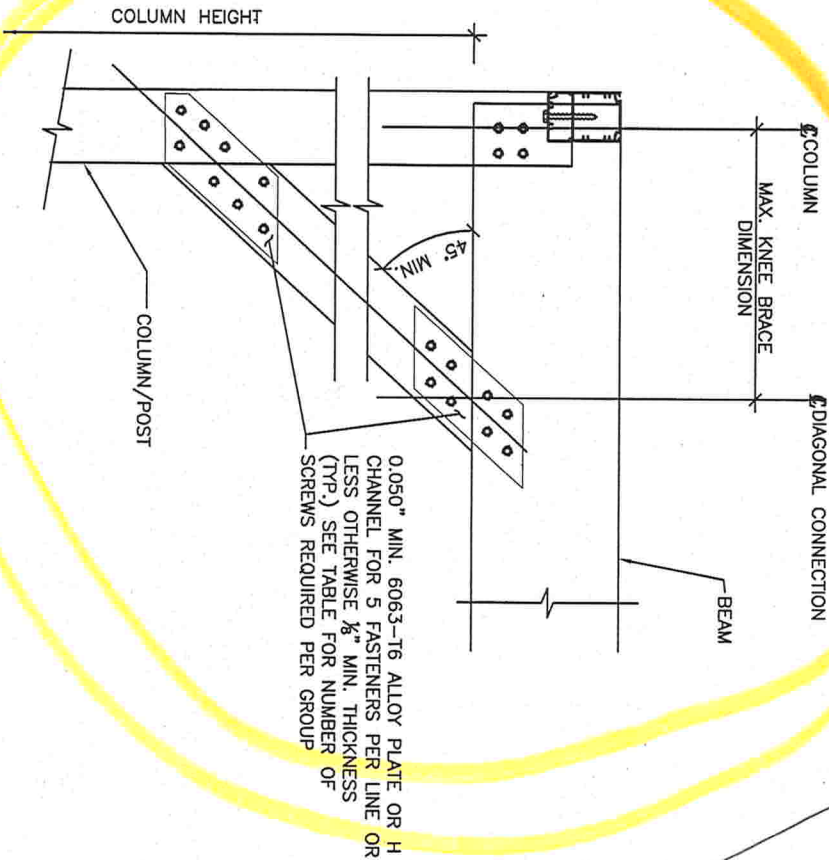 COLUMN HEIGHT
℄COLUMN
MAX. KNEE BRACE
DIMENSION
℄DIAGONAL CONNECTION
BEAM
45° MIN.
COLUMN/POST
0.050" MIN. 6063-T6 ALLOY PLATE OR H
CHANNEL FOR 5 FASTENERS PER LINE OR
LESS OTHERWISE ⅛" MIN. THICKNESS
(TYP.) SEE TABLE FOR NUMBER OF
SCREWS REQUIRED PER GROUP